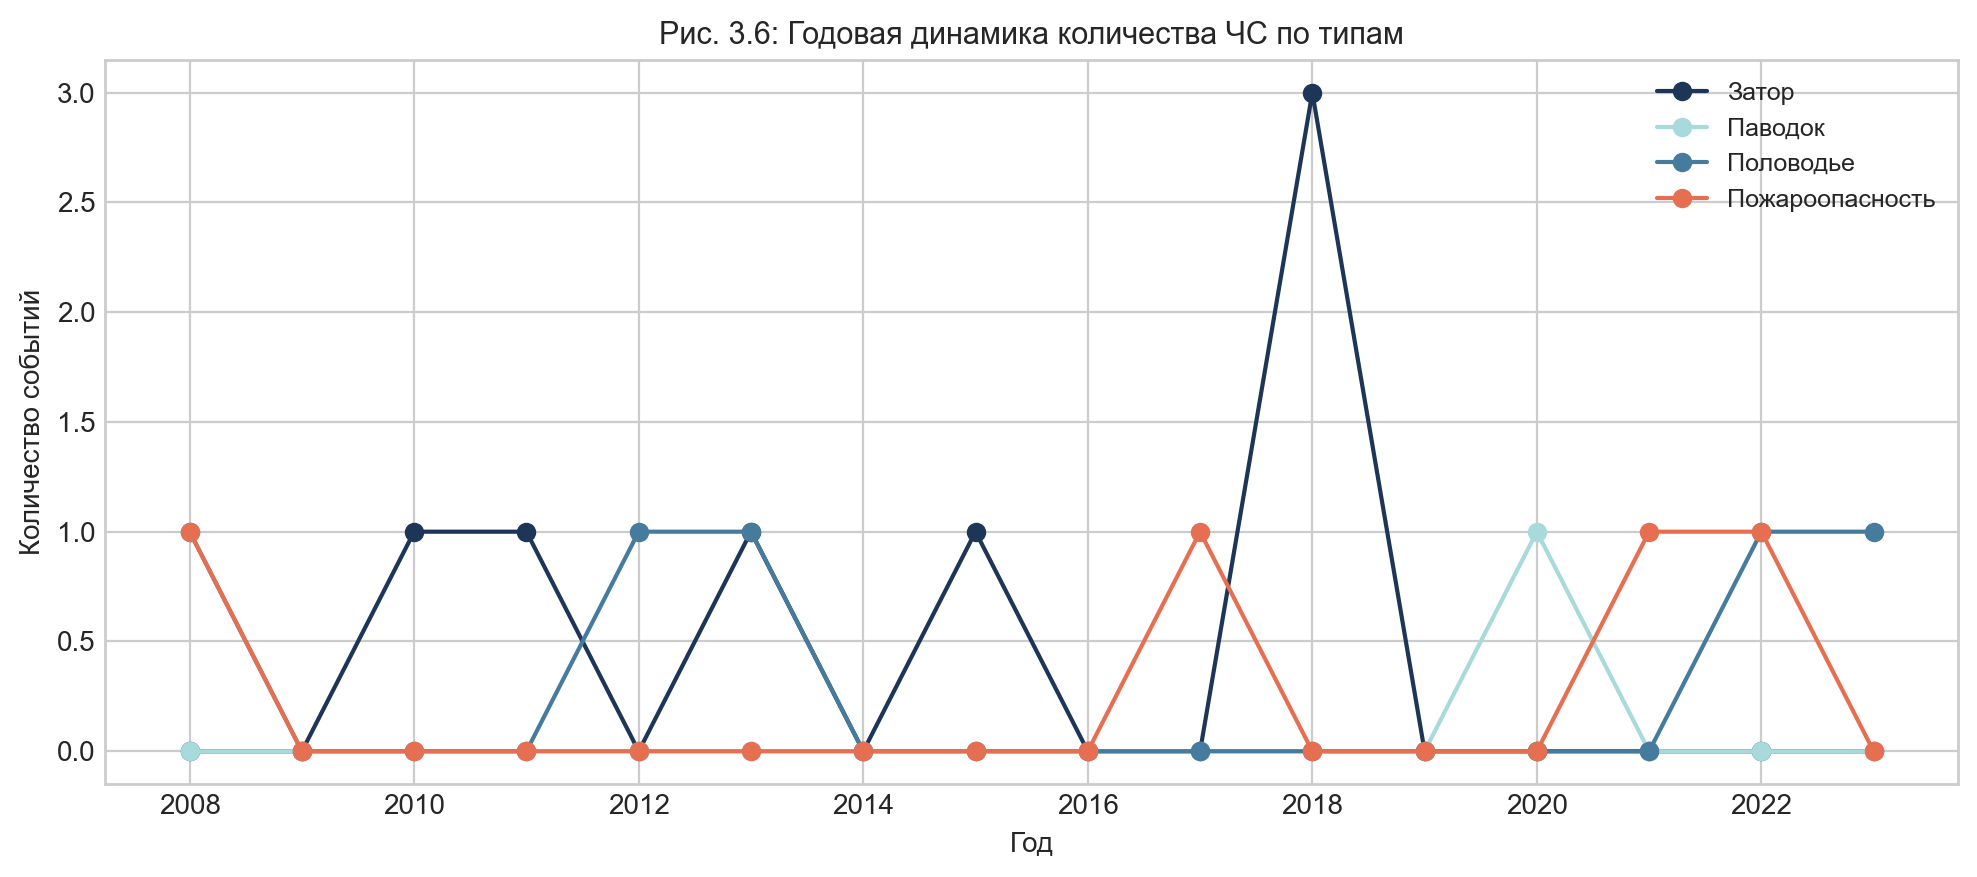 Рис. 3.6: Годовая динамика количества ЧС по типам
Затор
Паводок
Половодье
Пожароопасность
Количество событий
3.0
2.5
2.0
1.5
1.0
0.5
0.0
2008 2010 2012 2014 2016 2018 2020 2022
Год